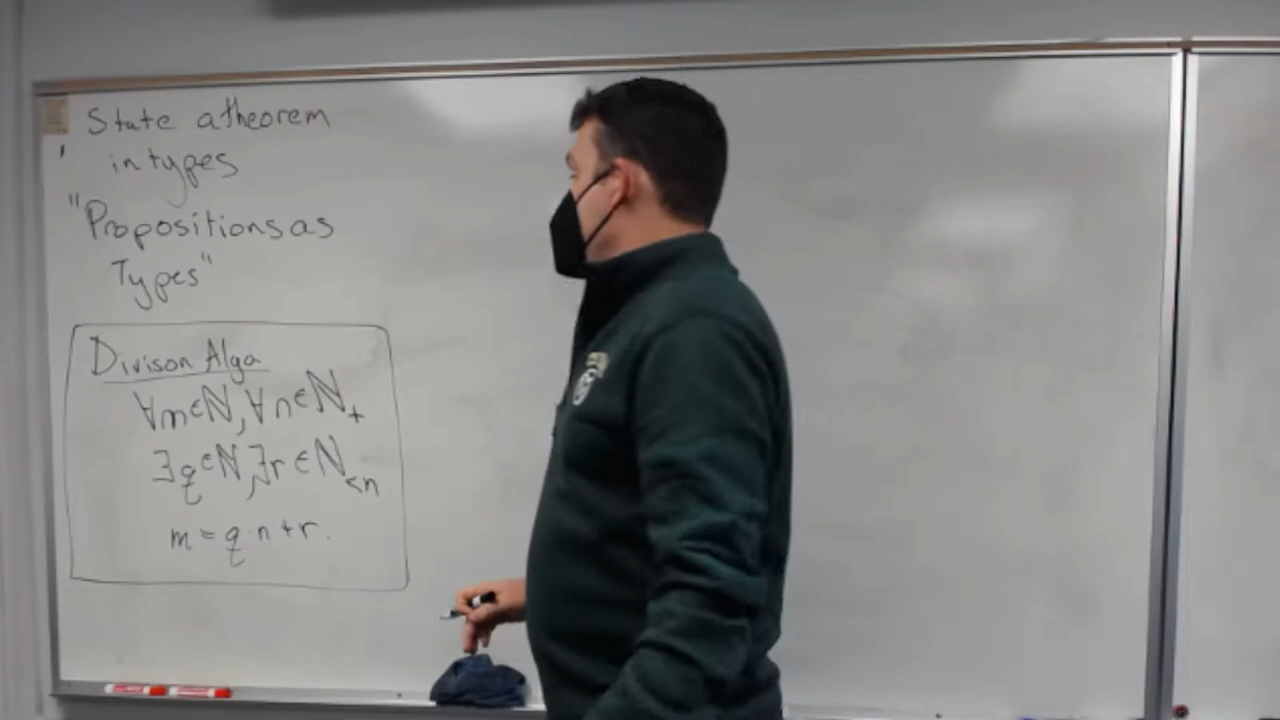 State a theorem
in types
"Propositions as
Types"
Divison Alga
∀m∈ℕ, ∀n∈ℕ₊
∃q∈ℕ, ∃r∈ℕ<n
m = q·n + r.